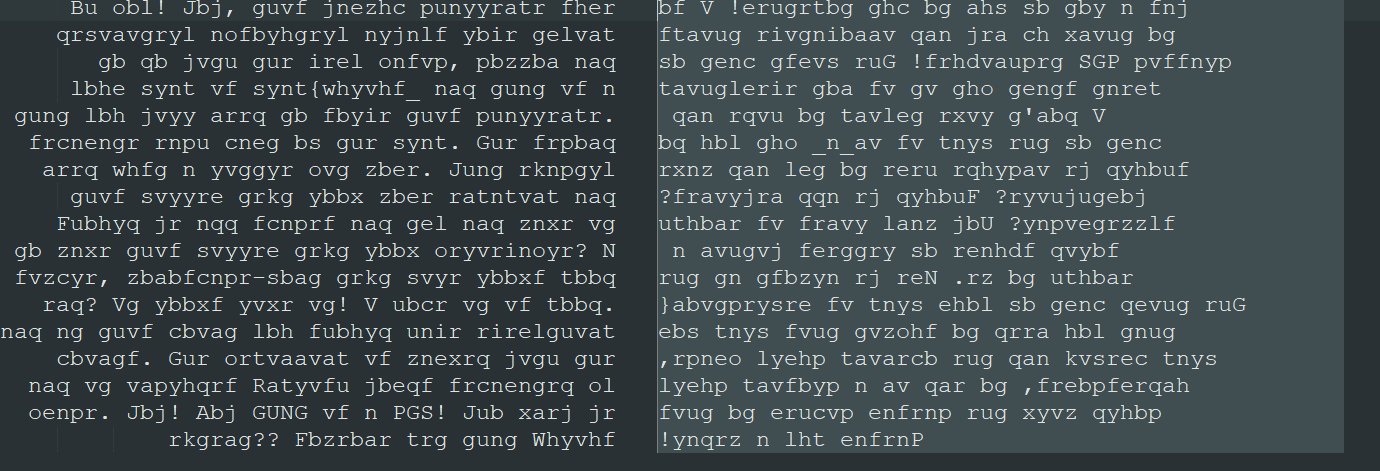 Bu obl! Jbj, guvf jnezhc punyyratr fher bf V !erugrtbg ghc bg ahs sb gby n fnj
qrsvavgryl nofbyhgryl nyjnlf ybir gelvat ftavug rivgnibaav qan jra ch xavug bg
gb qb jvgu gur irel onfvp, pbzzba naq sb genc gfevs ruG !frhdvauprg SGP pvffnyp
lbhe synt vf synt{whyvhf_ naq gung vf n tavuglerir gba fv gv gho gengf gnret
gung lbh jvyy arrq gb fbyir guvf punyyratr. qan rqvu bg tavleg rxvy g'abq V
frcnengr rnpu cneg bs gur synt. Gur frpbaq bq hbl gho _n_av fv tnys rug sb genc
arrq whfg n yvggyr ovg zber. Jung rknpgyl rxnz qan leg bg reru rqhypav rj qyhbuf
guvf svyyre grkg ybbx zber ratntvat naq ?fravyjra qqn rj qyhbuF ?ryvujugebj
Fubhyq jr nqq fcnprf naq gel naq znxr vg uthbar fv fravy lanz jbU ?ynpvegrzzlf
gb znxr guvf svyyre grkg ybbx oryvrinoyr? N n avugvj ferggry sb renhdf qvybf
fvzcyr, zbabfcnpr-sbag grkg svyr ybbxf tbbq rug gn gfbzyn rj reN .rz bg uthbar
raq? Vg ybbxf yvxr vg! V ubcr vg vf tbbq. }abvgprysre fv tnys ehbl sb genc qevug ruG
naq ng guvf cbvag lbh fubhyq unir rirelguvat ebs tnys fvug gvzohf bg qrra hbl gnug
cbvagf. Gur ortvaavat vf znexrq jvgu gur ,rpneo lyehp tavarcb rug qan kvsrec tnys
naq vg vapyhqrf Ratyvfu jbeqf frcnengrq ol lyehp tavfbyp n av qar bg ,frebpferqah
oenpr. Jbj! Abj GUNG vf n PGS! Jub xarj jr fvug bg erucvp enfrnp rug xyvz qyhbp
rkgrag?? Fbzrbar trg gung Whyvhf !ynqrz n lht enfrnP